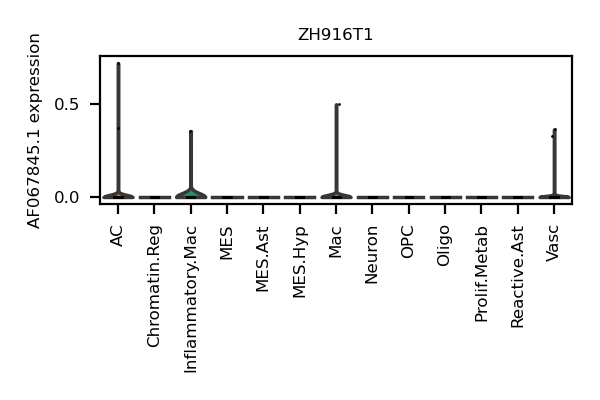 ZH916T1
AF067845.1 expression
0.5
0.0
AC
Chromatin.Reg
Inflammatory.Mac
MES
MES.Ast
MES.Hyp
Mac
Neuron
OPC
Oligo
Prolif.Metab
Reactive.Ast
Vasc